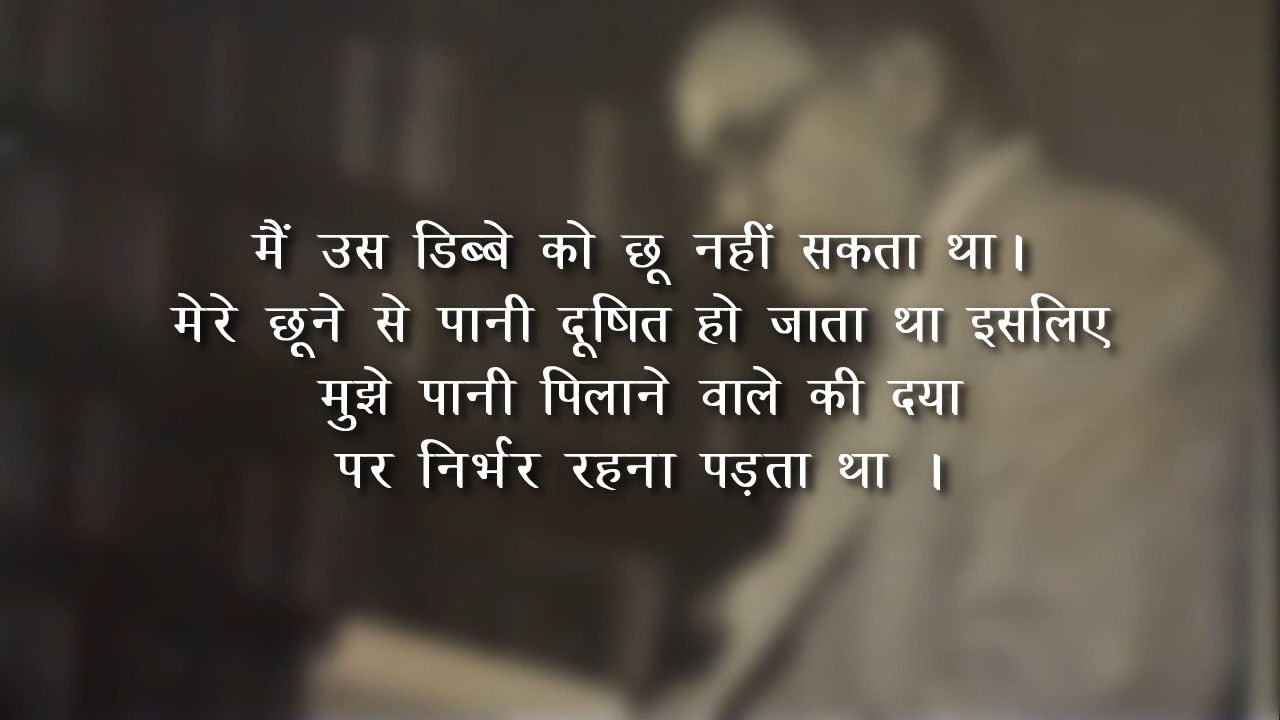 मैं उस डिब्बे को छू नहीं सकता था।
मेरे छूने से पानी दूषित हो जाता था इसलिए
मुझे पानी पिलाने वाले की दया
पर निर्भर रहना पड़ता था ।